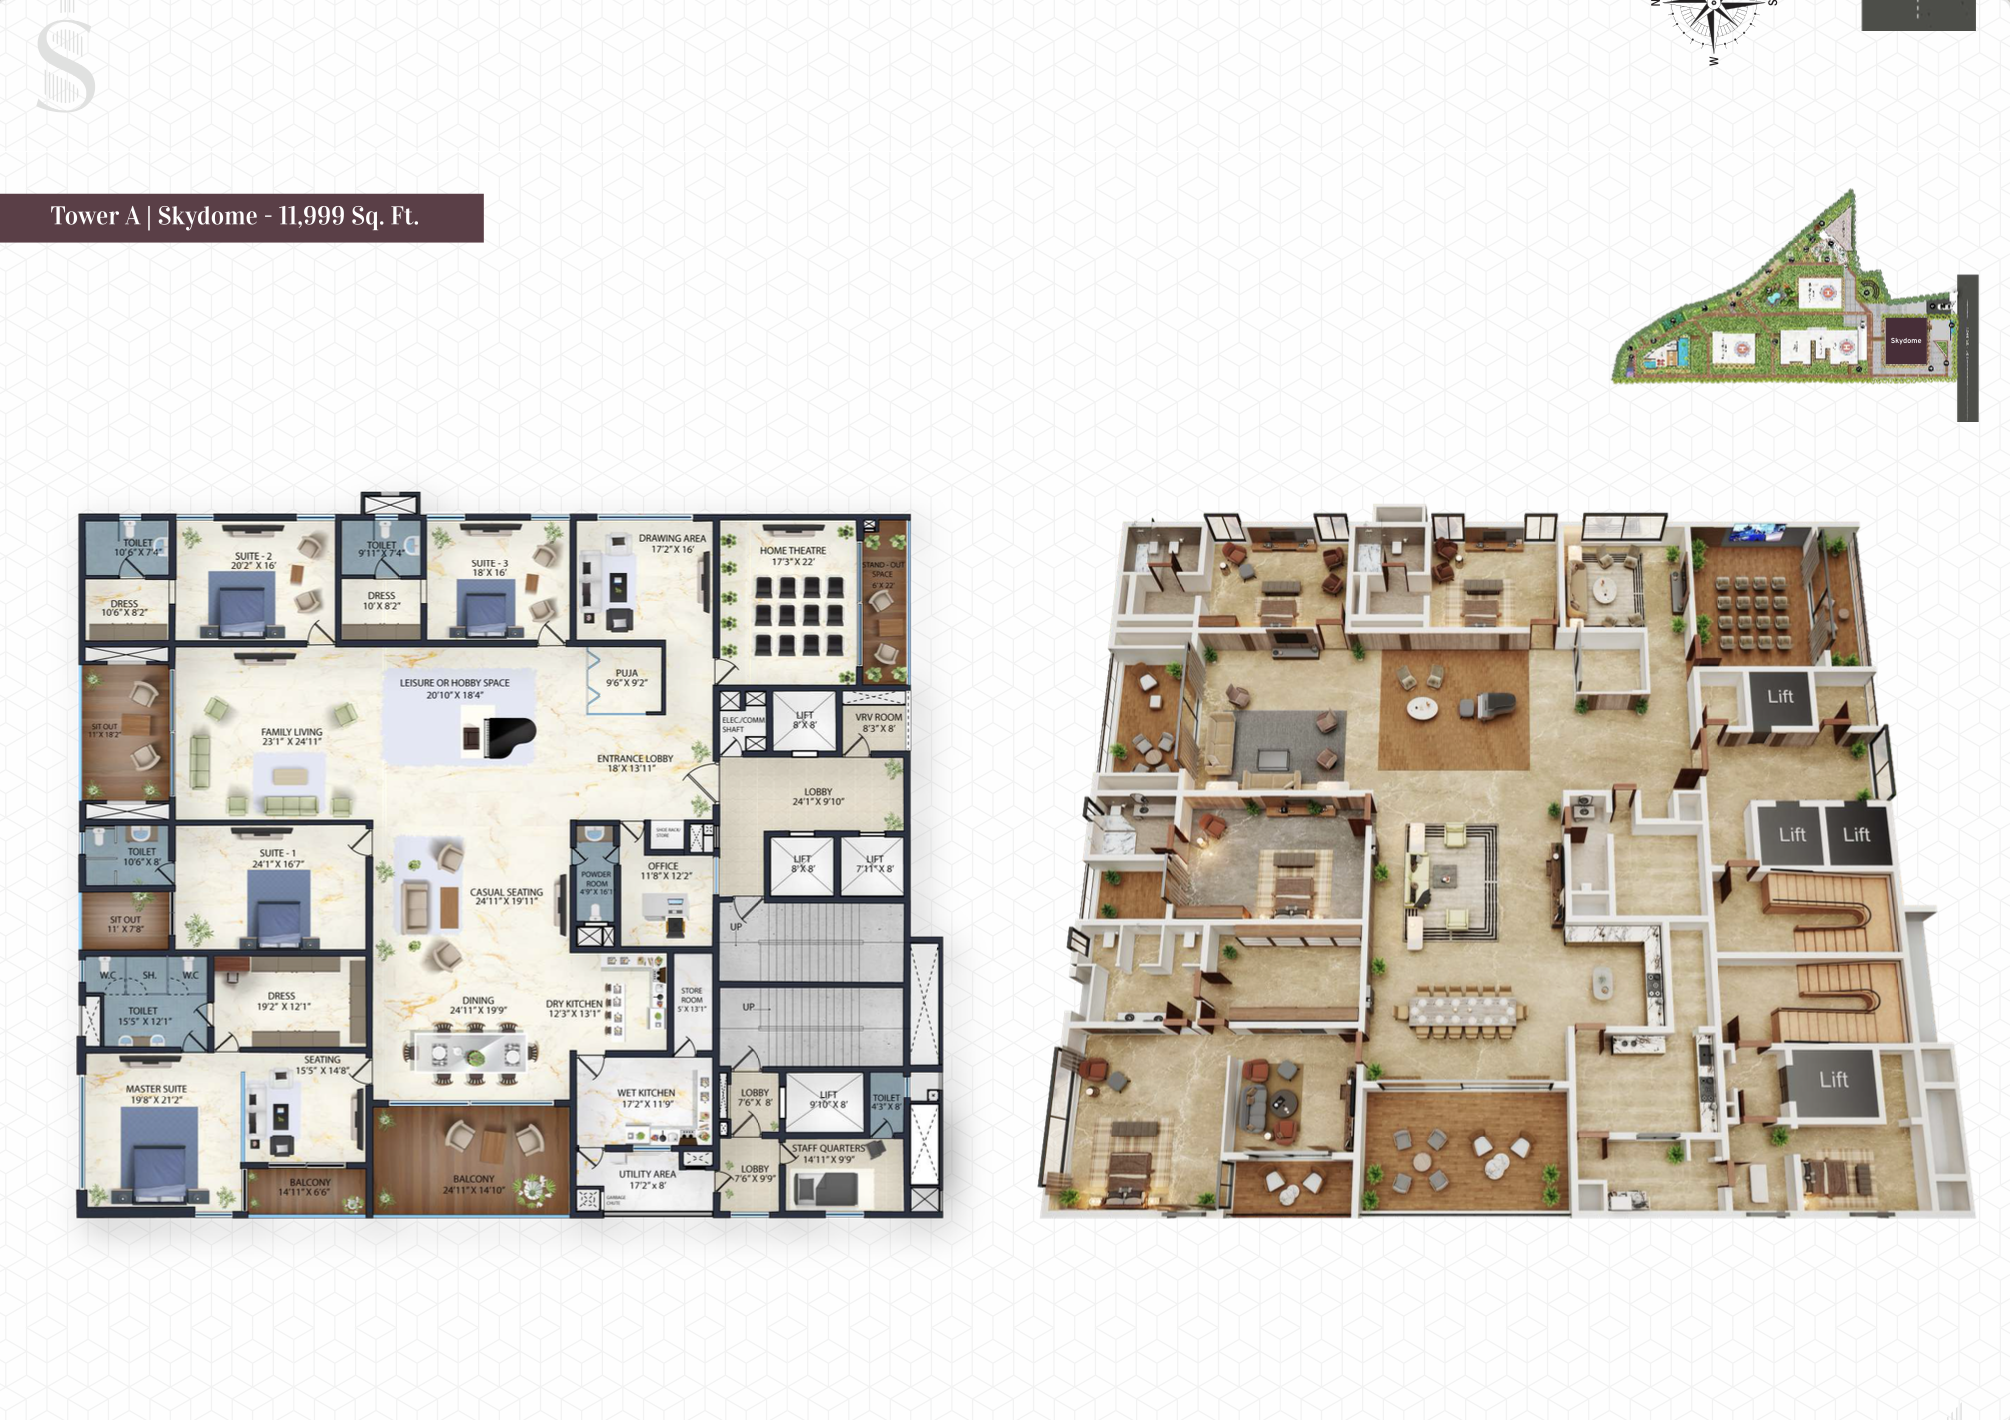 S
N
S
W
Tower A | Skydome - 11,999 Sq. Ft.
Skydome
TOILET
10'6" X 7'4"
SUITE - 2
20'2" X 16'
TOILET
9'11" X 7'4"
SUITE - 3
18' X 16'
DRAWING AREA
17'2" X 16'
HOME THEATRE
17'3" X 22'
STAND - OUT
SPACE
6' X 22'
DRESS
10'6" X 8'2"
DRESS
10' X 8'2"
PUJA
9'6" X 9'2"
LEISURE OR HOBBY SPACE
20'10" X 18'4"
SIT OUT
11' X 18'2"
FAMILY LIVING
23'1" X 24'11"
ENTRANCE LOBBY
18' X 13'11"
ELEC./COMM.
SHAFT
LIFT
8' X 8'
VRV ROOM
8'3" X 8'
LOBBY
24'1" X 9'10"
TOILET
10'6" X 8'
SUITE - 1
24'1" X 16'7"
SHOE RACK/
STORE
OFFICE
11'8" X 12'2"
POWDER
ROOM
4'9" X 16'1"
LIFT
8' X 8'
LIFT
7'11" X 8'
CASUAL SEATING
24'11" X 19'11"
SIT OUT
11' X 7'8"
UP
W.C
SH.
W.C
DRESS
19'2" X 12'1"
TOILET
15'5" X 12'1"
DINING
24'11" X 19'9"
DRY KITCHEN
12'3" X 13'1"
STORE
ROOM
5' X 13'1"
UP
SEATING
15'5" X 14'8"
MASTER SUITE
19'8" X 21'2"
WET KITCHEN
17'2" X 11'9"
LOBBY
7'6" X 8'
LIFT
9'10" X 8'
TOILET
4'3" X 8'
STAFF QUARTERS
14'11" X 9'9"
BALCONY
14'11" X 6'6"
BALCONY
24'11" X 14'10"
UTILITY AREA
17'2" x 8'
GARBAGE
CHUTE
LOBBY
7'6" X 9'9"
Lift
Lift
Lift
Lift